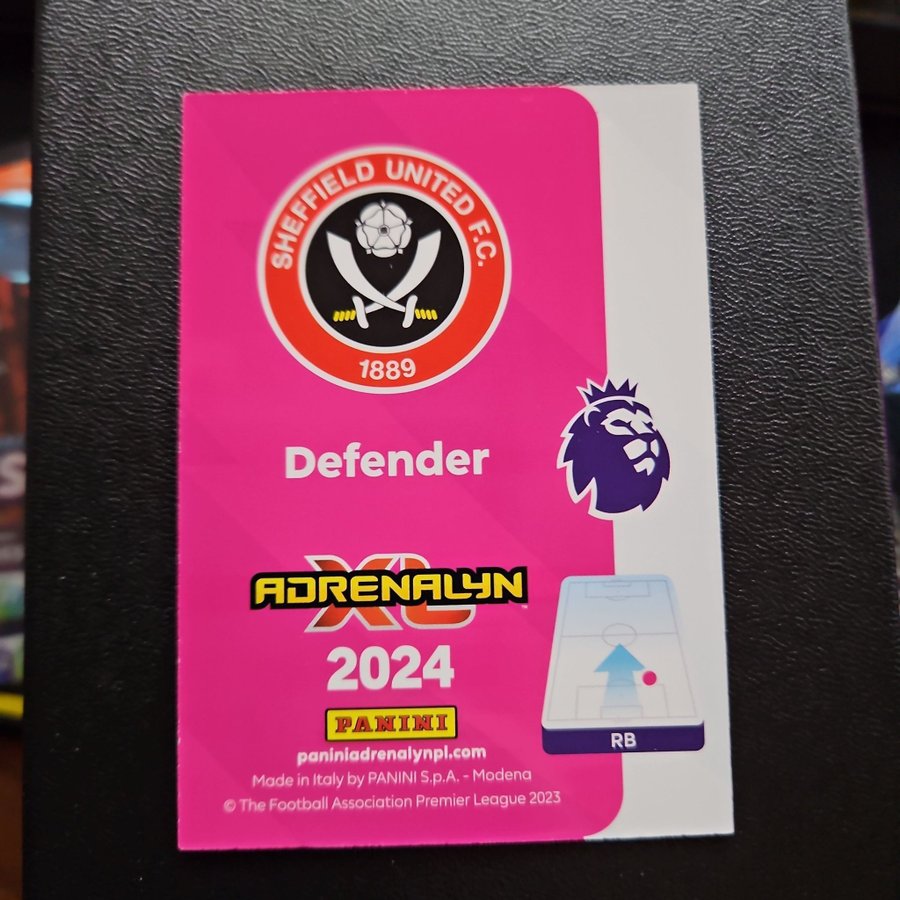 SHEFFIELD UNITED F.C.
1889
Defender
ADRENALYN
XL
2024
PANINI
RB
paniniadrenalynpl.com
Made in Italy by PANINI S.p.A. - Modena
© The Football Association Premier League 2023
S